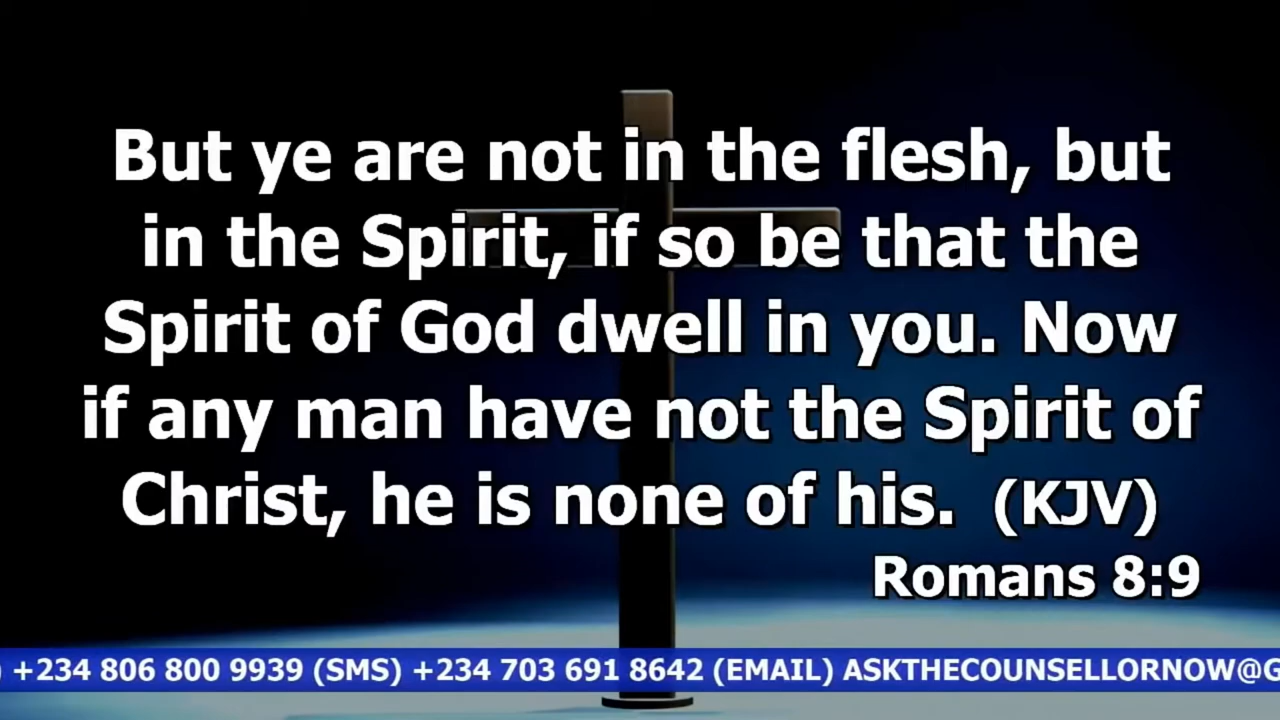 But ye are not in the flesh, but
in the Spirit, if so be that the
Spirit of God dwell in you. Now
if any man have not the Spirit of
Christ, he is none of his. (KJV)
Romans 8:9
) +234 806 800 9939 (SMS) +234 703 691 8642 (EMAIL) ASKTHECOUNSELLORNOW@G